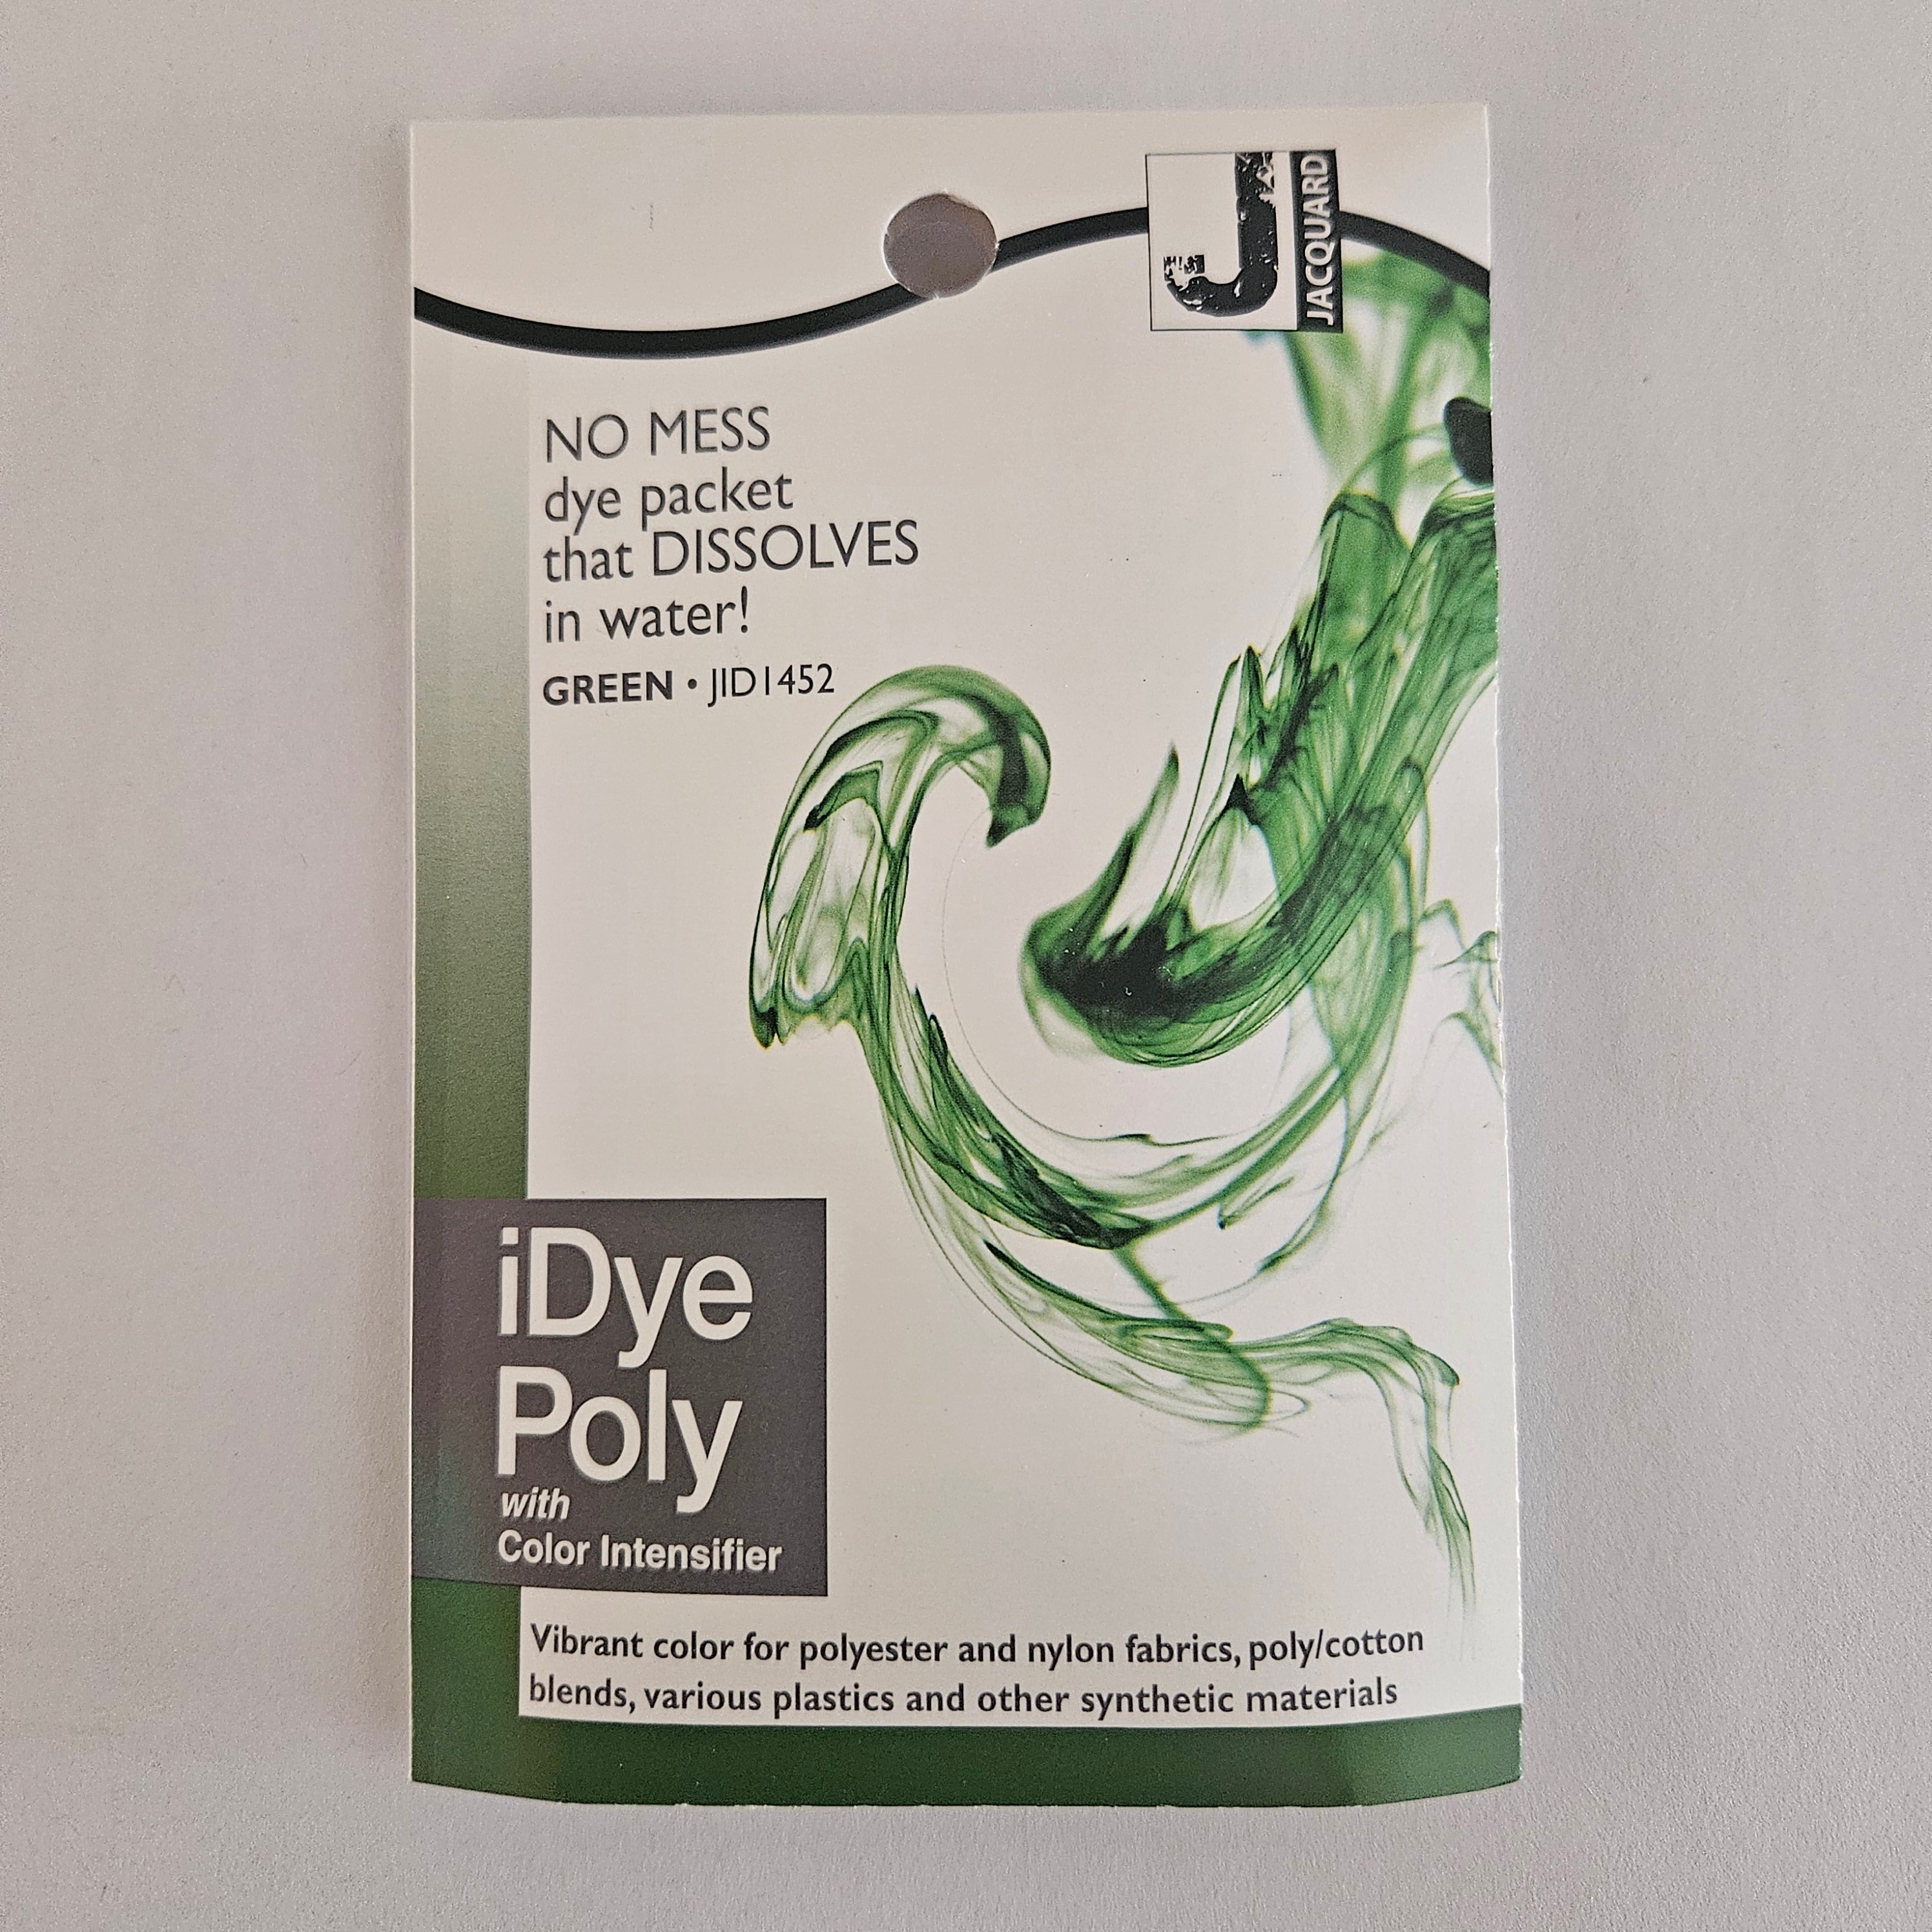 J
JACQUARD
NO MESS
dye packet
that DISSOLVES
in water!
GREEN • JID1452
iDye
Poly
with
Color Intensifier
Vibrant color for polyester and nylon fabrics, poly/cotton
blends, various plastics and other synthetic materials